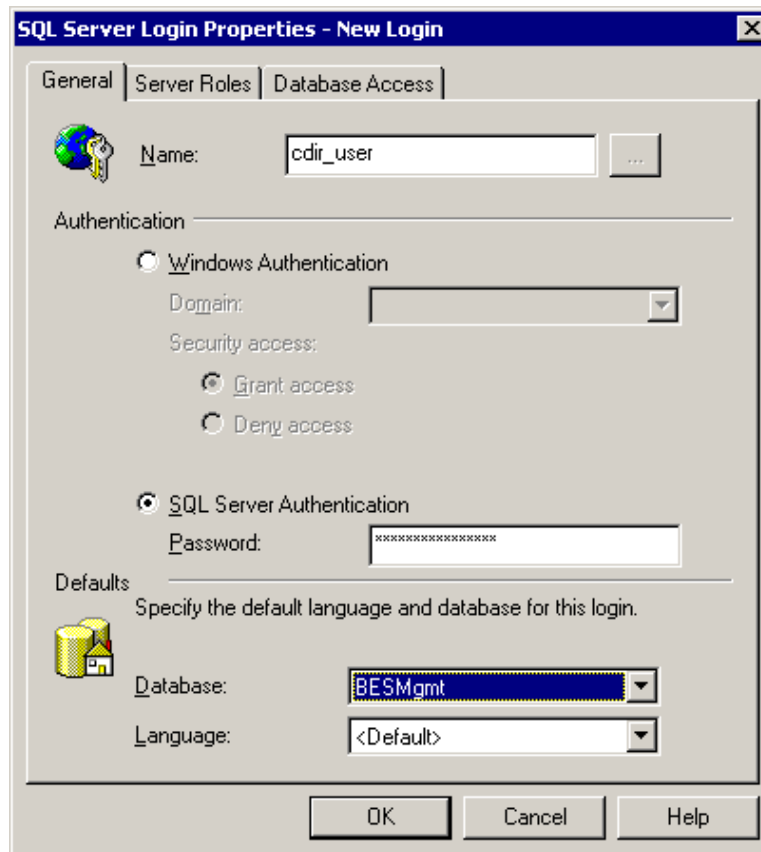 SQL Server Login Properties - New Login
General Server Roles Database Access
Name: cdir_user ...
Authentication
Windows Authentication
Domain:
Security access:
Grant access
Deny access
SQL Server Authentication
Password: ****************
Defaults
Specify the default language and database for this login.
Database: BESMgmt
Language: <Default>
OK Cancel Help